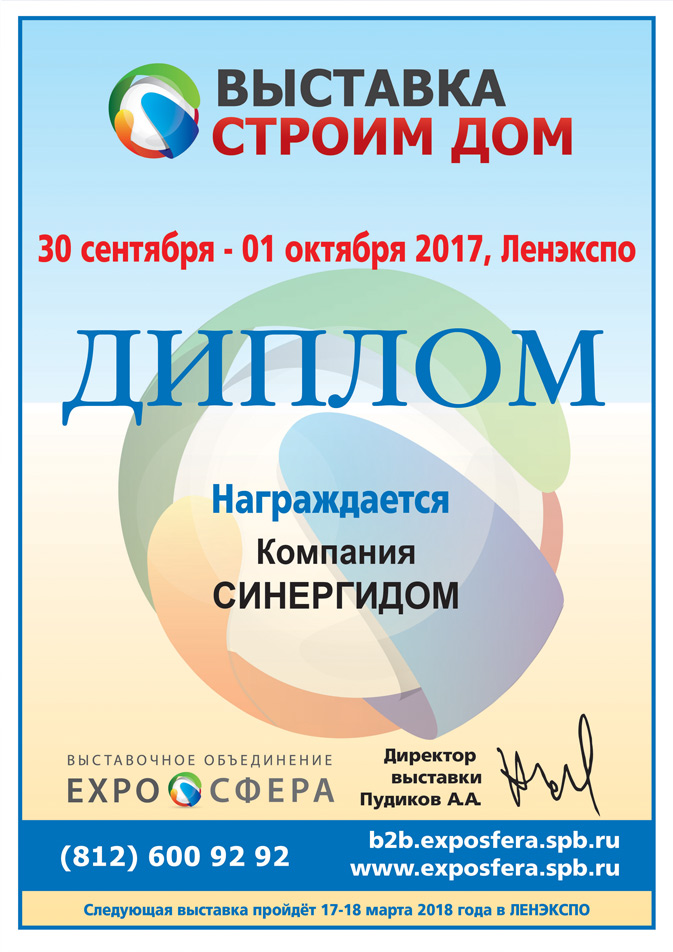 ВЫСТАВКА
СТРОИМ ДОМ
30 сентября - 01 октября 2017, Ленэкспо
ДИПЛОМ
Награждается
Компания
СИНЕРГИДОМ
ВЫСТАВОЧНОЕ ОБЪЕДИНЕНИЕ
EXPO СФЕРА
Директор
выставки
Пудиков А.А.
(812) 600 92 92
b2b.exposfera.spb.ru
www.exposfera.spb.ru
Следующая выставка пройдёт 17-18 марта 2018 года в ЛЕНЭКСПО